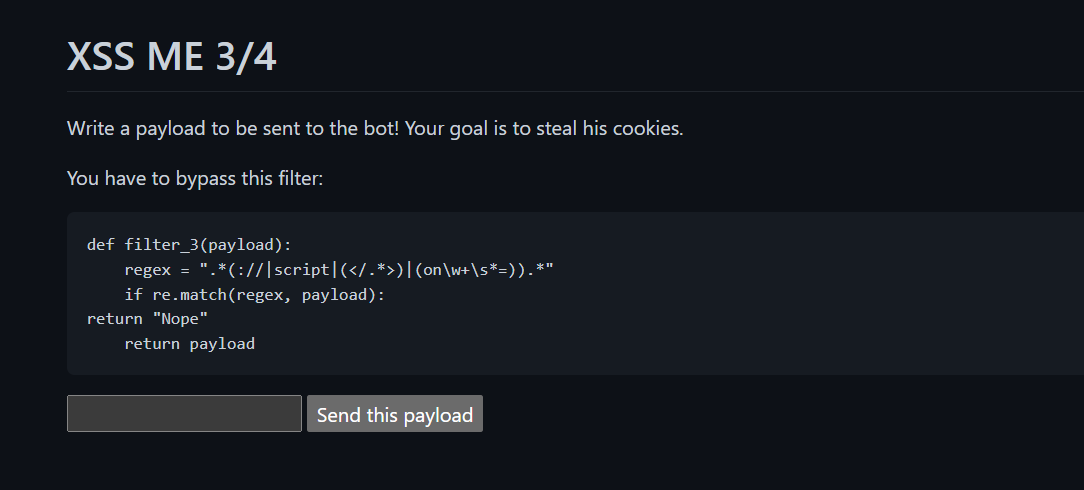 XSS ME 3/4
Write a payload to be sent to the bot! Your goal is to steal his cookies.
You have to bypass this filter:
def filter_3(payload):
    regex = ".*(://|script|(</.*>)|(on\w+\s*=)).*"
    if re.match(regex, payload):
return "Nope"
    return payload
Send this payload